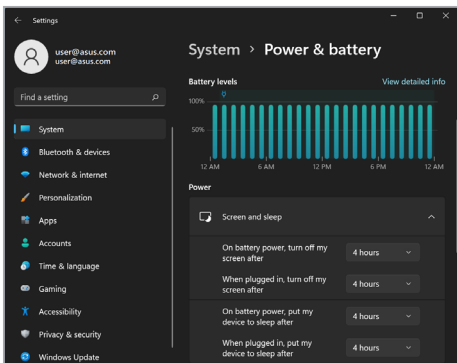 Settings
user@asus.com
user@asus.com
Find a setting
System
Bluetooth & devices
Network & internet
Personalization
Apps
Accounts
Time & language
Gaming
Accessibility
Privacy & security
Windows Update
System > Power & battery
Battery levels
View detailed info
100%
50%
12 AM 6 AM 12 PM 6 PM 12 AM
Power
Screen and sleep
On battery power, turn off my
screen after
4 hours
When plugged in, turn off my
screen after
4 hours
On battery power, put my
device to sleep after
4 hours
When plugged in, put my
device to sleep after
4 hours